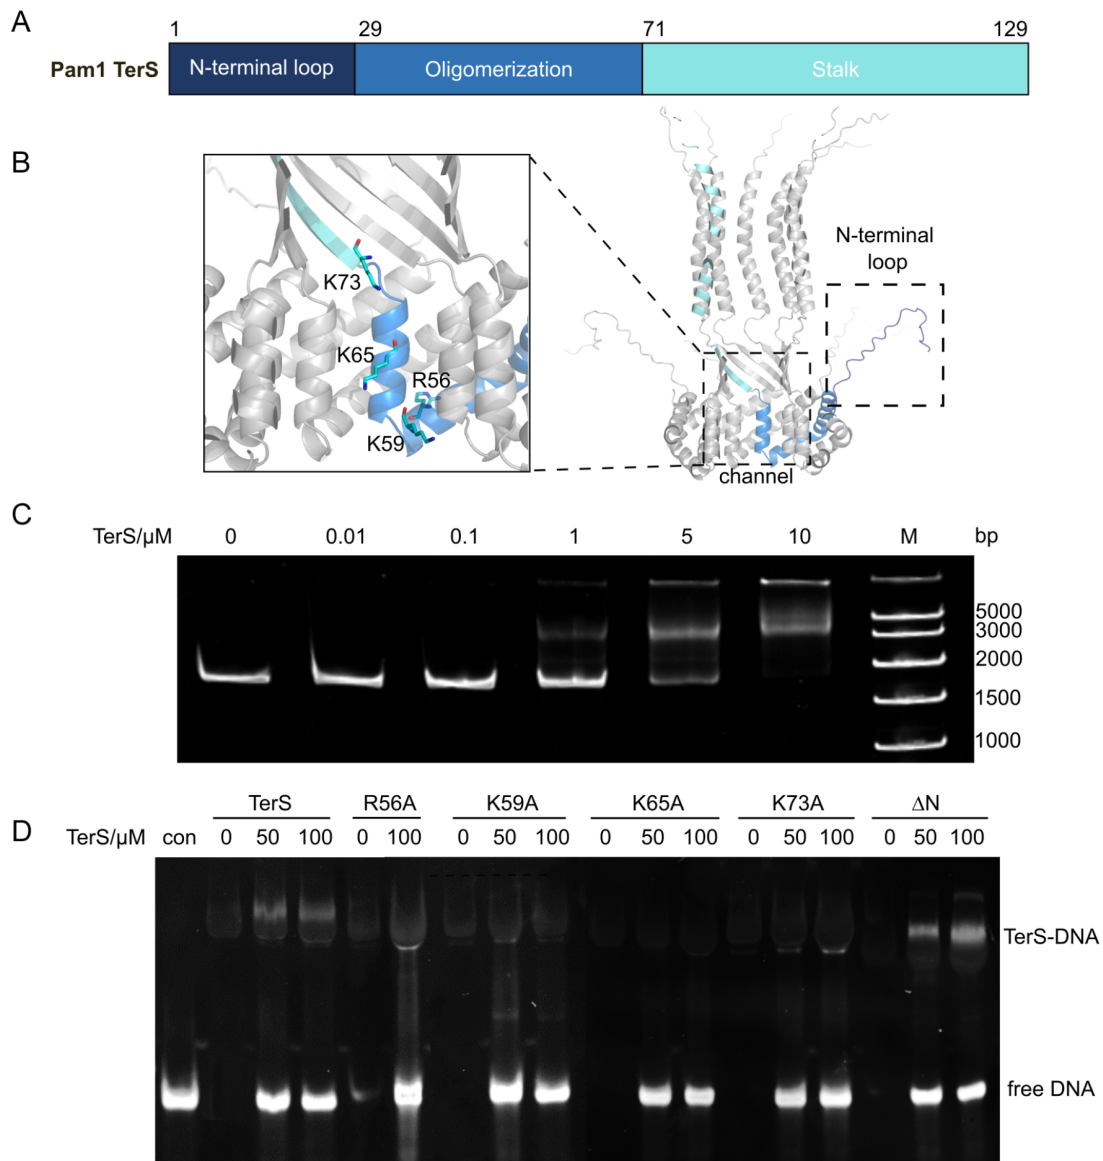 A
1 29 71 129
Pam1 TerS N-terminal loop Oligomerization Stalk
B
N-terminal
loop
K73
K65
R56
K59
channel
C
TerS/μM 0 0.01 0.1 1 5 10 M bp
5000
3000
2000
1500
1000
D
TerS R56A K59A K65A K73A ΔN
TerS/μM con 0 50 100 0 100 0 50 100 0 50 100 0 50 100 0 50 100
TerS-DNA
free DNA